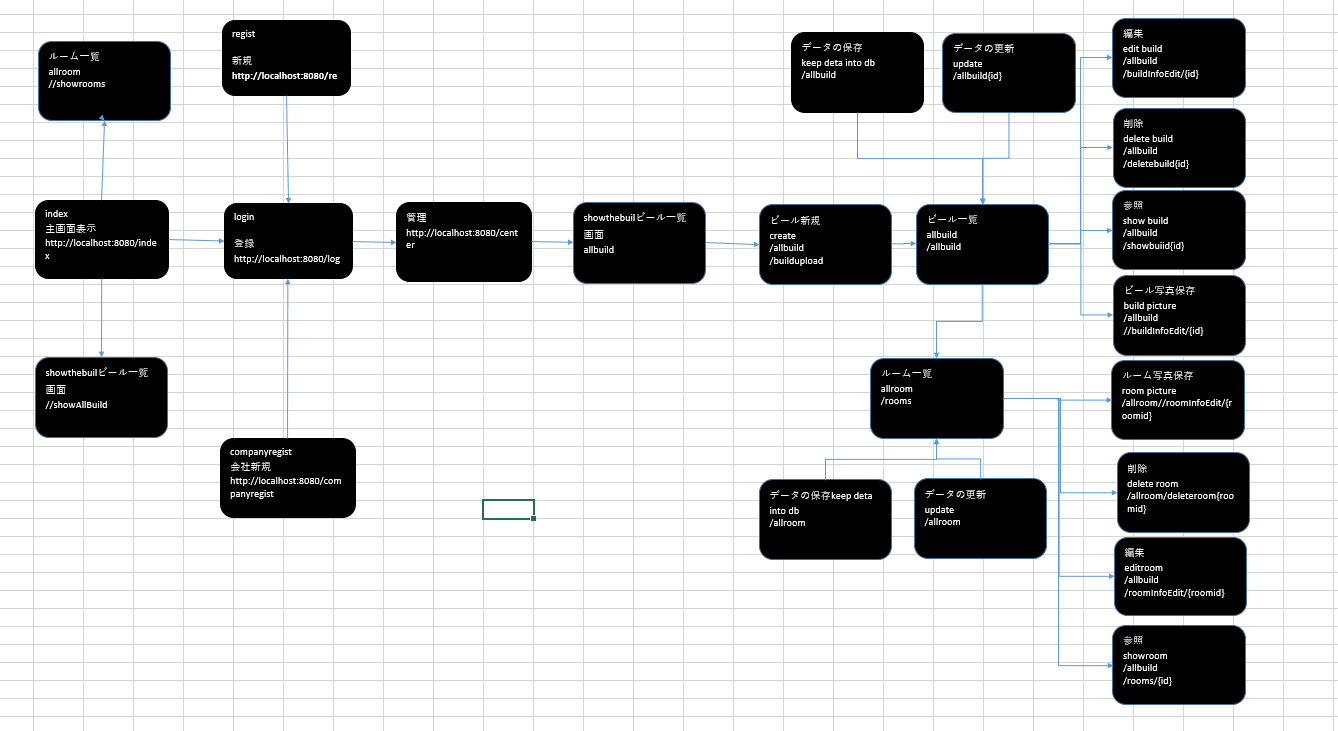 ルーム一覧
allroom
//showrooms
regist
新規
http://localhost:8080/re
データの保存
keep deta into db
/allbuild
データの更新
update
/allbuild{id}
編集
edit build
/allbuild
/buildInfoEdit/{id}
削除
delete build
/allbuild
/deletebuild{id}
index
主画面表示
http://localhost:8080/inde
x
login
登録
http://localhost:8080/log
管理
http://localhost:8080/cent
er
showthebuilビール一覧
画面
allbuild
ビール新規
create
/allbuild
/buildupload
ビール一覧
allbuild
/allbuild
参照
show build
/allbuild
/showbuiid{id}
ビール写真保存
build picture
/allbuild
//buildInfoEdit/{id}
showthebuilビール一覧
画面
//showAllBuild
ルーム一覧
allroom
/rooms
ルーム写真保存
room picture
/allroom//roomInfoEdit/{r
oomid}
companyregist
会社新規
http://localhost:8080/com
panyregist
データの保存keep deta
into db
/allroom
データの更新
update
/allroom
削除
delete room
/allroom/deleteroom{roo
mid}
編集
editroom
/allbuild
/roomInfoEdit/{roomid}
参照
showroom
/allbuild
/rooms/{id}